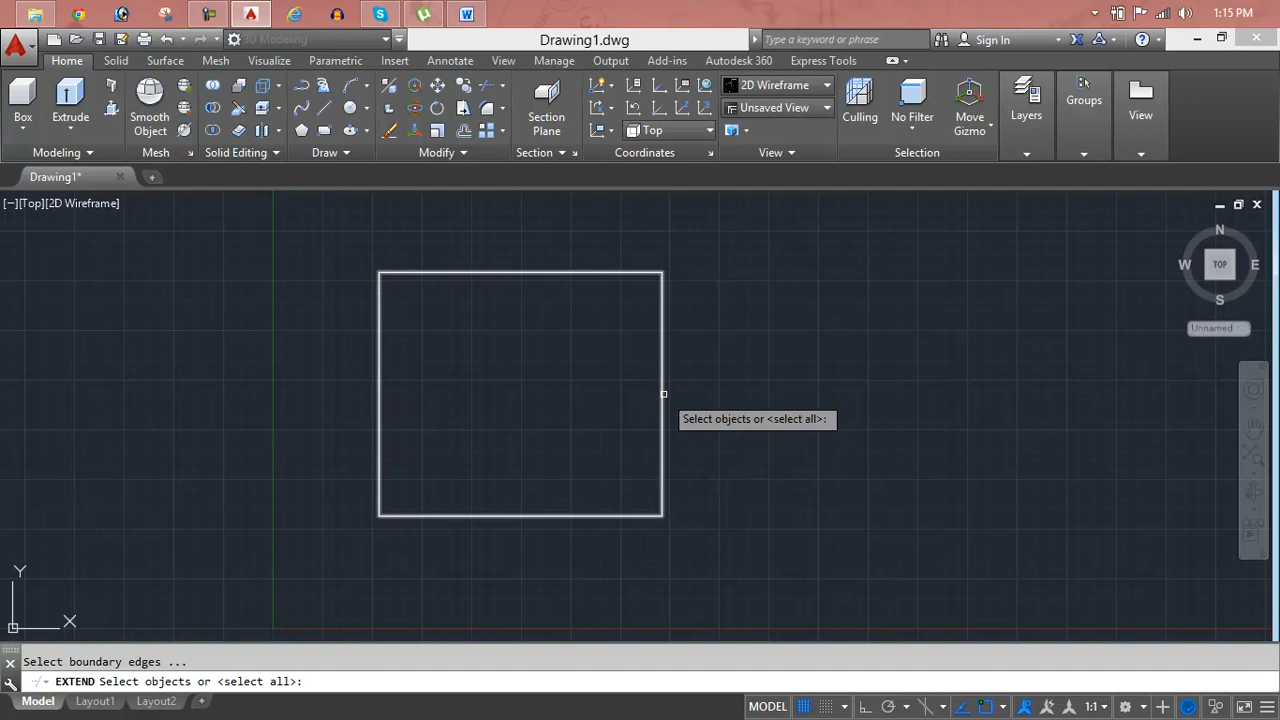 1:15 PM
3D Modeling
Drawing1.dwg
Type a keyword or phrase
Sign In
Home Solid Surface Mesh Visualize Parametric Insert Annotate View Manage Output Add-ins Autodesk 360 Express Tools
Box
Extrude
Smooth
Object
Section
Plane
2D Wireframe
Unsaved View
Top
Culling
No Filter
Move
Gizmo
Layers
Groups
View
Modeling Mesh Solid Editing Draw Modify Section Coordinates View Selection
Drawing1*
[−][Top][2D Wireframe]
N
W TOP E
S
Unnamed
Select objects or <select all>:
Y
X
Select boundary edges ...
EXTEND Select objects or <select all>:
Model Layout1 Layout2
MODEL 1:1